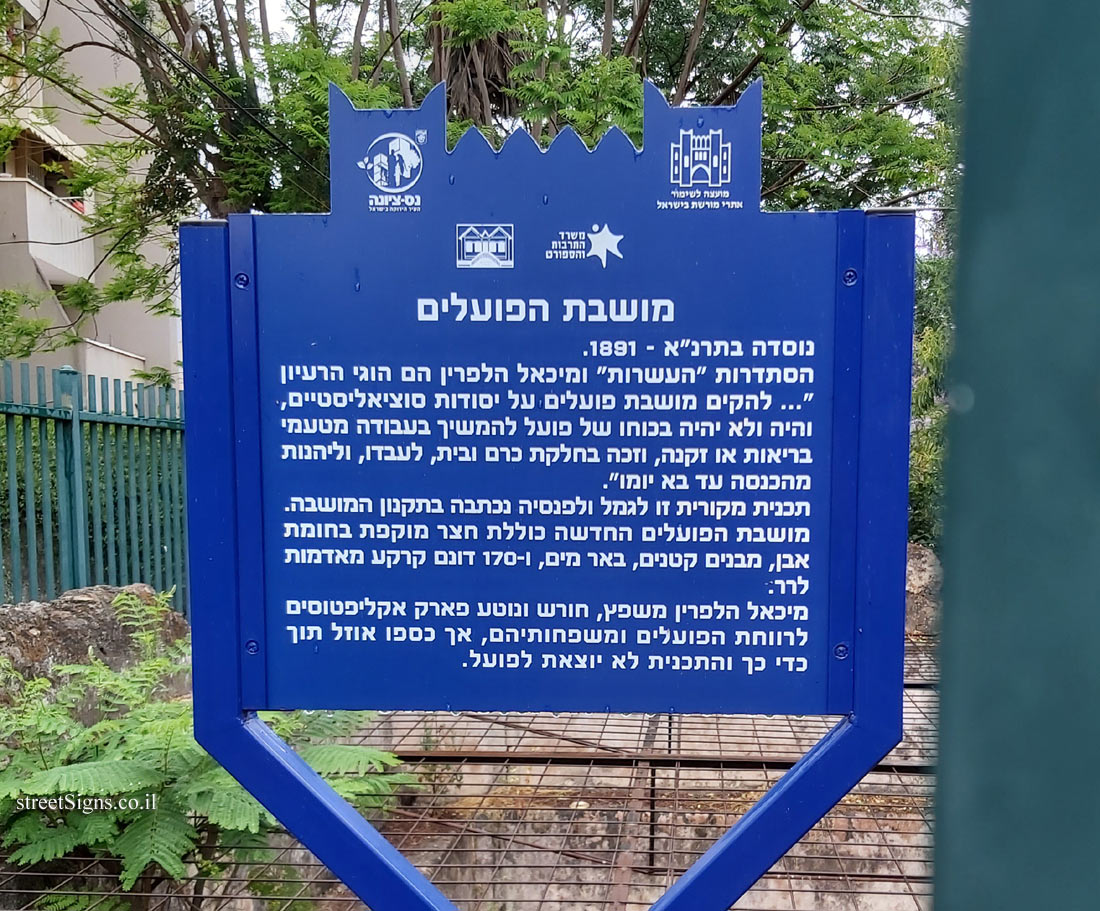 נס-ציונה
העיר הירוקה בישראל
מועצה לשימור
אתרי מורשת בישראל
משרד
התרבות
והספורט
מושבת הפועלים
נוסדה בתרנ"א - 1891.
הסתדרות "העשרות" ומיכאל הלפרין הם הוגי הרעיון
"... להקים מושבת פועלים על יסודות סוציאליסטיים,
והיה ולא יהיה בכוחו של פועל להמשיך בעבודה מטעמי
בריאות או זקנה, וזכה בחלקת כרם ובית, לעבדו, וליהנות
מהכנסה עד בא יומו".
תכנית מקורית זו לגמל ולפנסיה נכתבה בתקנון המושבה.
מושבת הפועלים החדשה כוללת חצר מוקפת בחומת
אבן, מבנים קטנים, באר מים, ו-170 דונם קרקע מאדמות
לרר.
מיכאל הלפרין משפץ, חורש ונוטע פארק אקליפטוסים
לרווחת הפועלים ומשפחותיהם, אך כספו אוזל תוך
כדי כך והתכנית לא יוצאת לפועל.
streetSigns.co.il